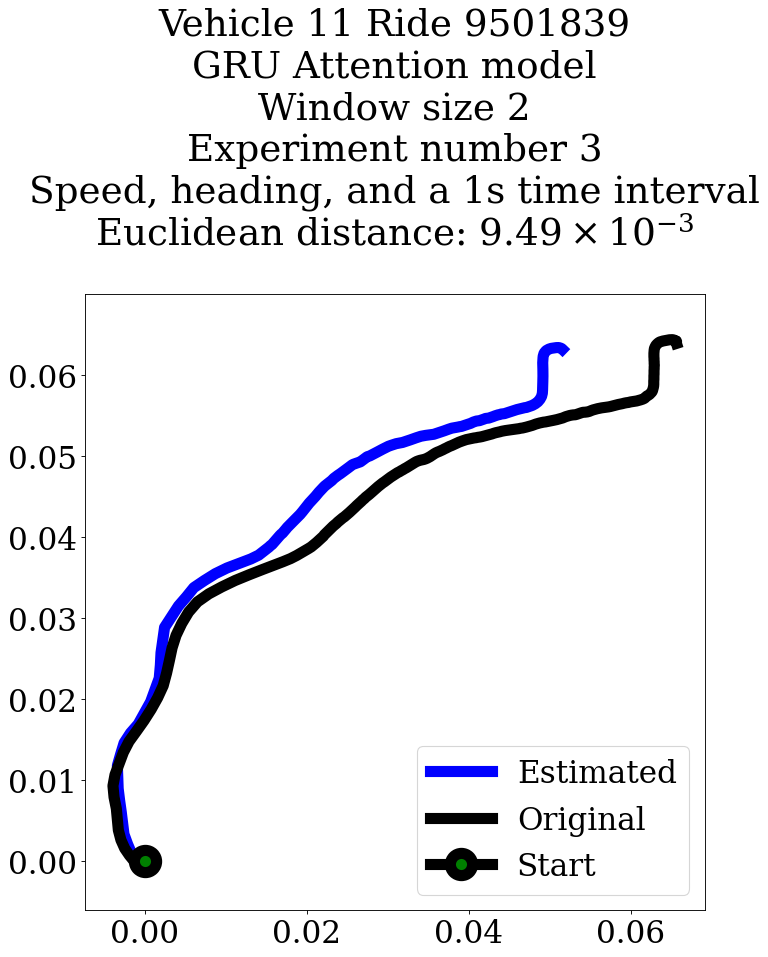 Vehicle 11 Ride 9501839
GRU Attention model
Window size 2
Experiment number 3
Speed, heading, and a 1s time interval
Euclidean distance: 9.49 × 10⁻³
0.06
0.05
0.04
0.03
0.02
0.01
0.00
Estimated
Original
Start
0.00 0.02 0.04 0.06